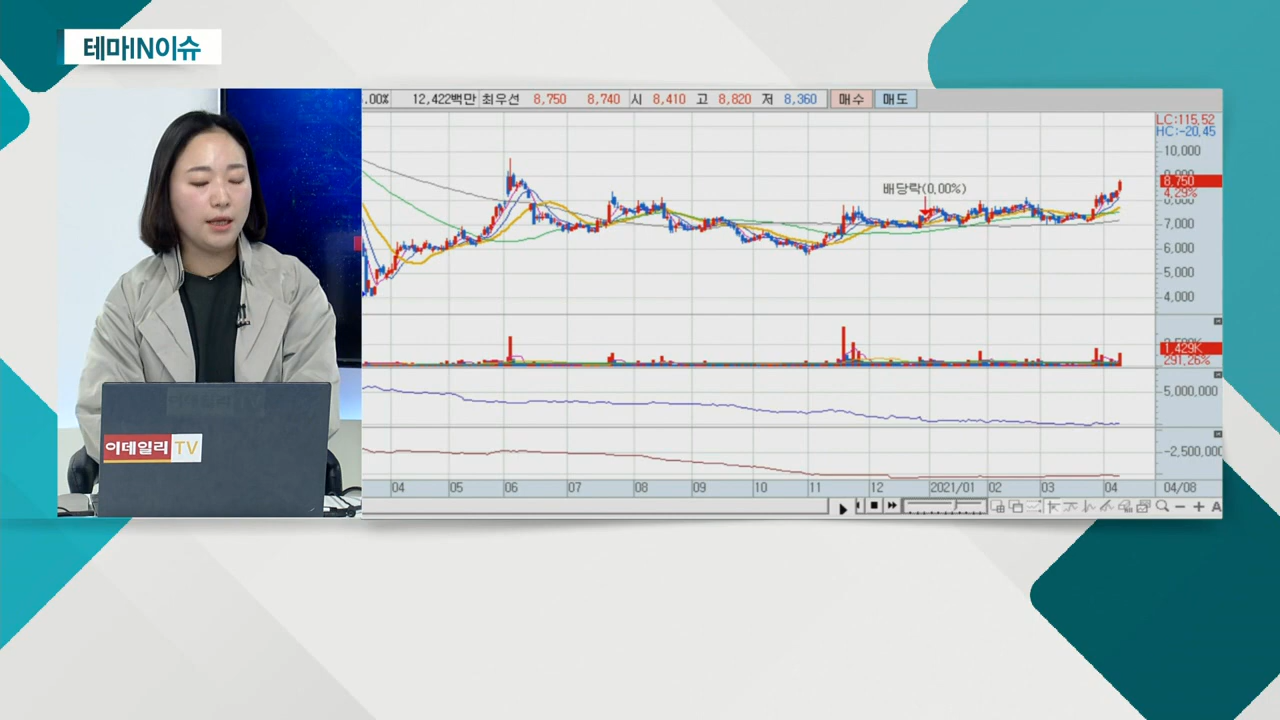 테마IN이슈
.00% 12,422백만 최우선 8,750 8,740 시 8,410 고 8,820 저 8,360 매수 매도
LC:115.52
HC:-20.45
10,000
8,750
4.29%
8,000
7,000
6,000
5,000
4,000
배당락(0.00%)
1,429K
291.26%
5,000,000
-2,500,000
04 05 06 07 08 09 10 11 12 2021/01 02 03 04 04/08
A
이데일리 TV